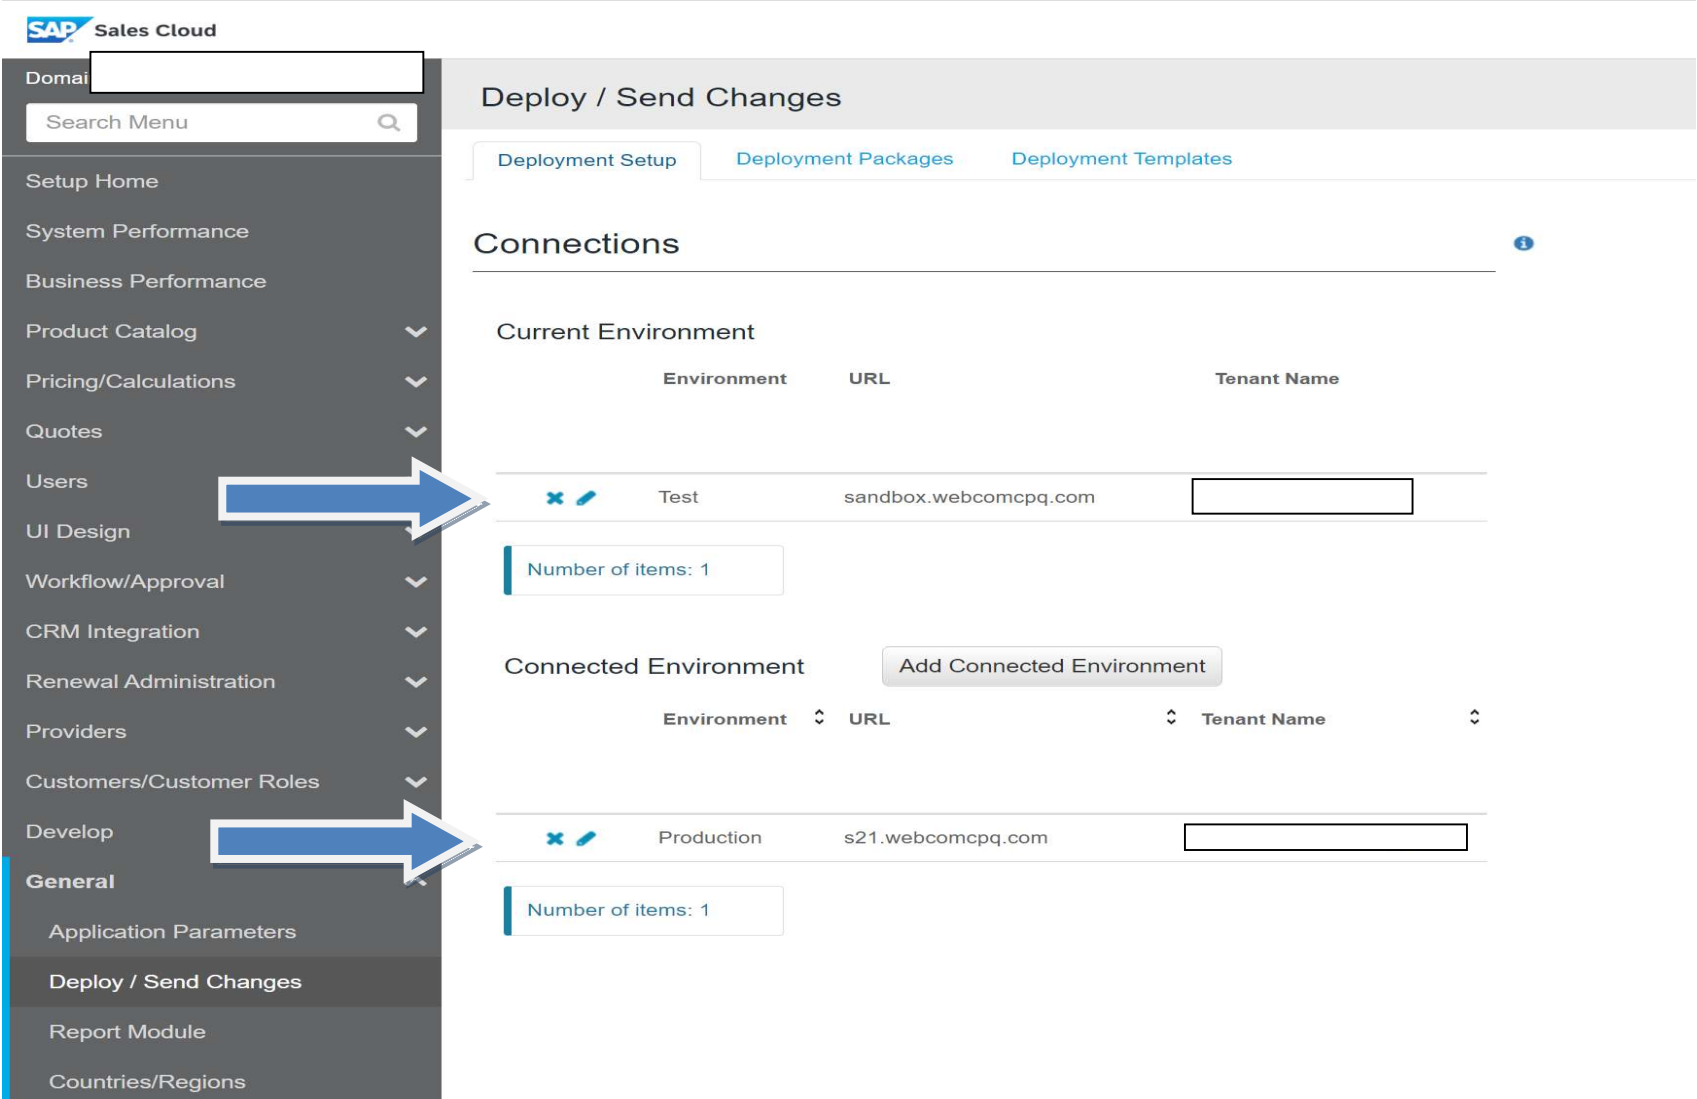 SAP Sales Cloud
Domai
Search Menu
Setup Home
System Performance
Business Performance
Product Catalog
Pricing/Calculations
Quotes
Users
UI Design
Workflow/Approval
CRM Integration
Renewal Administration
Providers
Customers/Customer Roles
Develop
General
Application Parameters
Deploy / Send Changes
Report Module
Countries/Regions
Deploy / Send Changes
Deployment Setup Deployment Packages Deployment Templates
Connections
Current Environment
Environment URL Tenant Name
Test sandbox.webcomcpq.com
Number of items: 1
Connected Environment Add Connected Environment
Environment URL Tenant Name
Production s21.webcomcpq.com
Number of items: 1